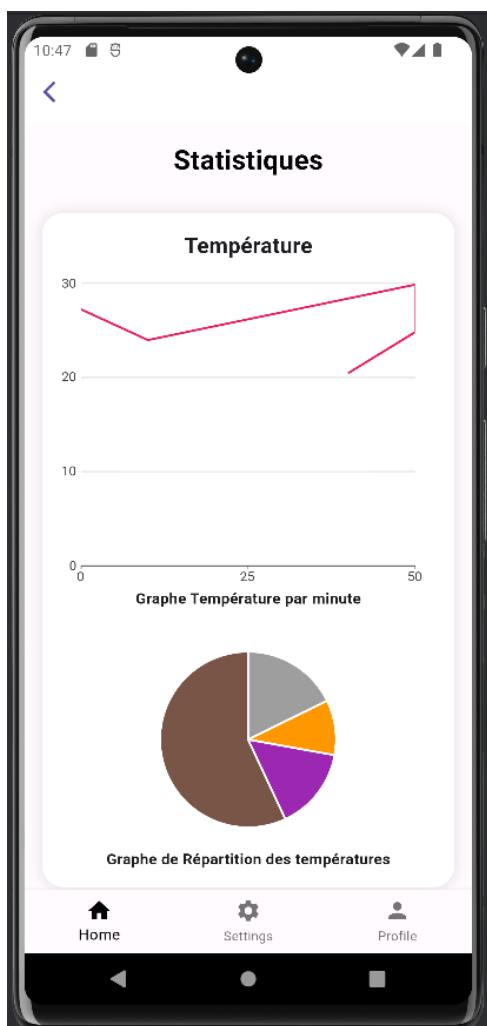 10:47
Statistiques
Température
30
20
10
0
0 25 50
Graphe Température par minute
Graphe de Répartition des températures
Home Settings Profile